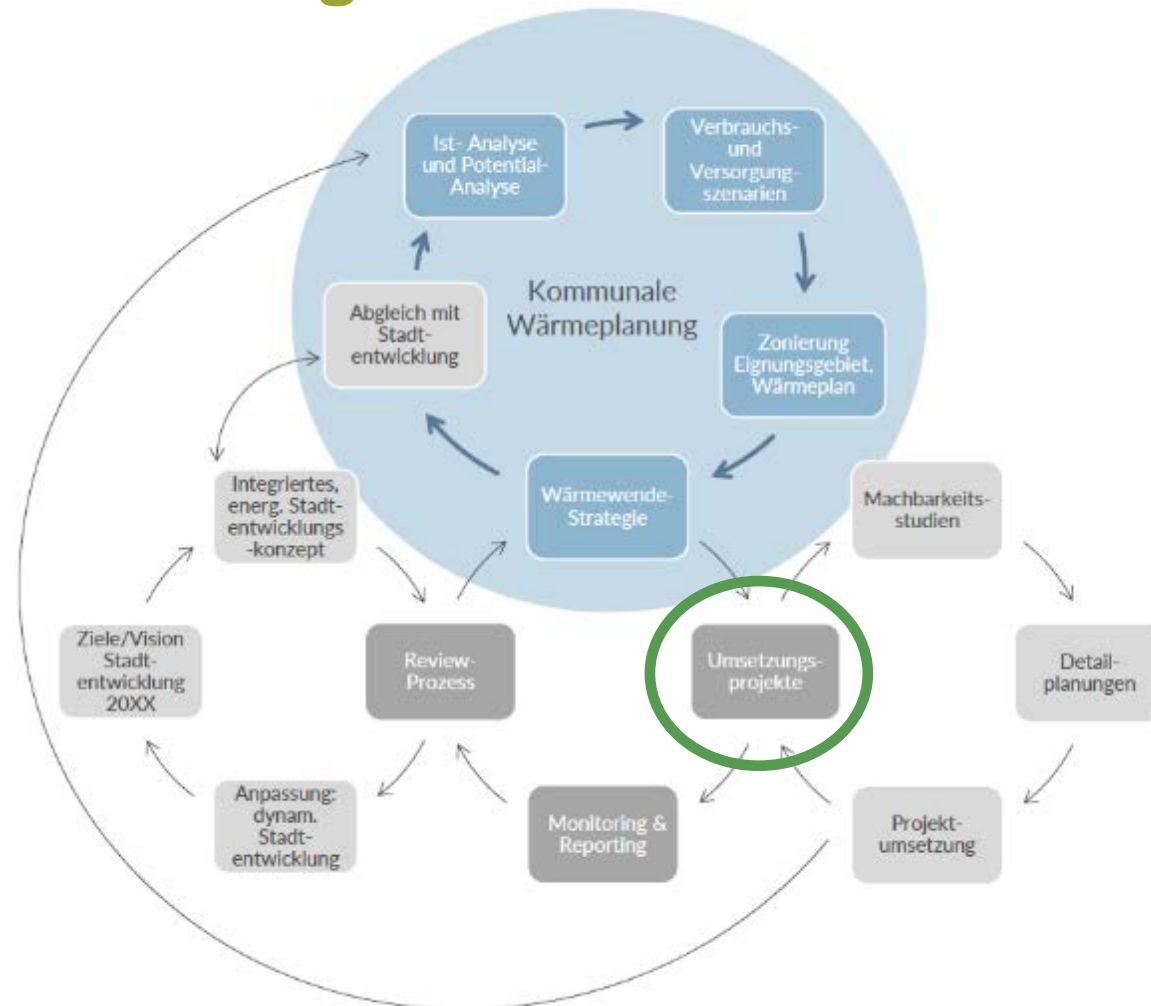 Ist- Analyse
und Potential-
Analyse
Verbrauchs-
und
Versorgung-
szenarien
Kommunale
Wärmeplanung
Abgleich mit
Stadt-
entwicklung
Zonierung
Eignungsgebiet,
Wärmeplan
Integriertes,
energ. Stadt-
entwicklungs
-konzept
Wärmewende-
Strategie
Machbarkeits-
studien
Ziele/Vision
Stadt-
entwicklung
20XX
Review-
Prozess
Umsetzungs-
projekte
Detail-
planungen
Anpassung:
dynam.
Stadt-
entwicklung
Monitoring &
Reporting
Projekt-
umsetzung